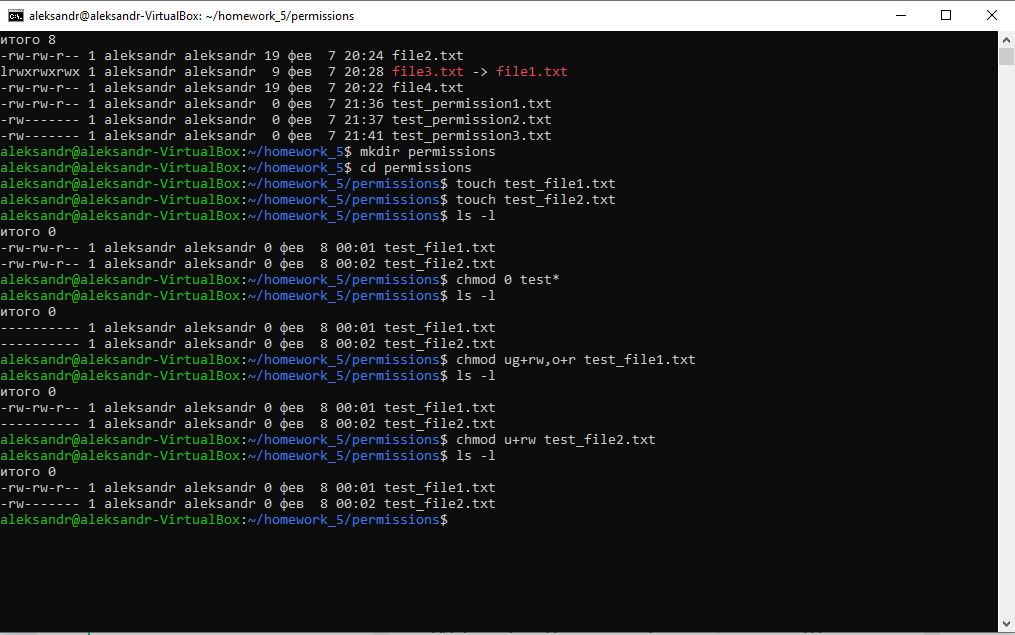 aleksandr@aleksandr-VirtualBox: ~/homework_5/permissions
итого 8
-rw-rw-r-- 1 aleksandr aleksandr 19 фев  7 20:24 file2.txt
lrwxrwxrwx 1 aleksandr aleksandr  9 фев  7 20:28 file3.txt -> file1.txt
-rw-rw-r-- 1 aleksandr aleksandr 19 фев  7 20:22 file4.txt
-rw-rw-r-- 1 aleksandr aleksandr  0 фев  7 21:36 test_permission1.txt
-rw------- 1 aleksandr aleksandr  0 фев  7 21:37 test_permission2.txt
-rw------- 1 aleksandr aleksandr  0 фев  7 21:41 test_permission3.txt
aleksandr@aleksandr-VirtualBox:~/homework_5$ mkdir permissions
aleksandr@aleksandr-VirtualBox:~/homework_5$ cd permissions
aleksandr@aleksandr-VirtualBox:~/homework_5/permissions$ touch test_file1.txt
aleksandr@aleksandr-VirtualBox:~/homework_5/permissions$ touch test_file2.txt
aleksandr@aleksandr-VirtualBox:~/homework_5/permissions$ ls -l
итого 0
-rw-rw-r-- 1 aleksandr aleksandr 0 фев  8 00:01 test_file1.txt
-rw-rw-r-- 1 aleksandr aleksandr 0 фев  8 00:02 test_file2.txt
aleksandr@aleksandr-VirtualBox:~/homework_5/permissions$ chmod 0 test*
aleksandr@aleksandr-VirtualBox:~/homework_5/permissions$ ls -l
итого 0
---------- 1 aleksandr aleksandr 0 фев  8 00:01 test_file1.txt
---------- 1 aleksandr aleksandr 0 фев  8 00:02 test_file2.txt
aleksandr@aleksandr-VirtualBox:~/homework_5/permissions$ chmod ug+rw,o+r test_file1.txt
aleksandr@aleksandr-VirtualBox:~/homework_5/permissions$ ls -l
итого 0
-rw-rw-r-- 1 aleksandr aleksandr 0 фев  8 00:01 test_file1.txt
---------- 1 aleksandr aleksandr 0 фев  8 00:02 test_file2.txt
aleksandr@aleksandr-VirtualBox:~/homework_5/permissions$ chmod u+rw test_file2.txt
aleksandr@aleksandr-VirtualBox:~/homework_5/permissions$ ls -l
итого 0
-rw-rw-r-- 1 aleksandr aleksandr 0 фев  8 00:01 test_file1.txt
-rw------- 1 aleksandr aleksandr 0 фев  8 00:02 test_file2.txt
aleksandr@aleksandr-VirtualBox:~/homework_5/permissions$